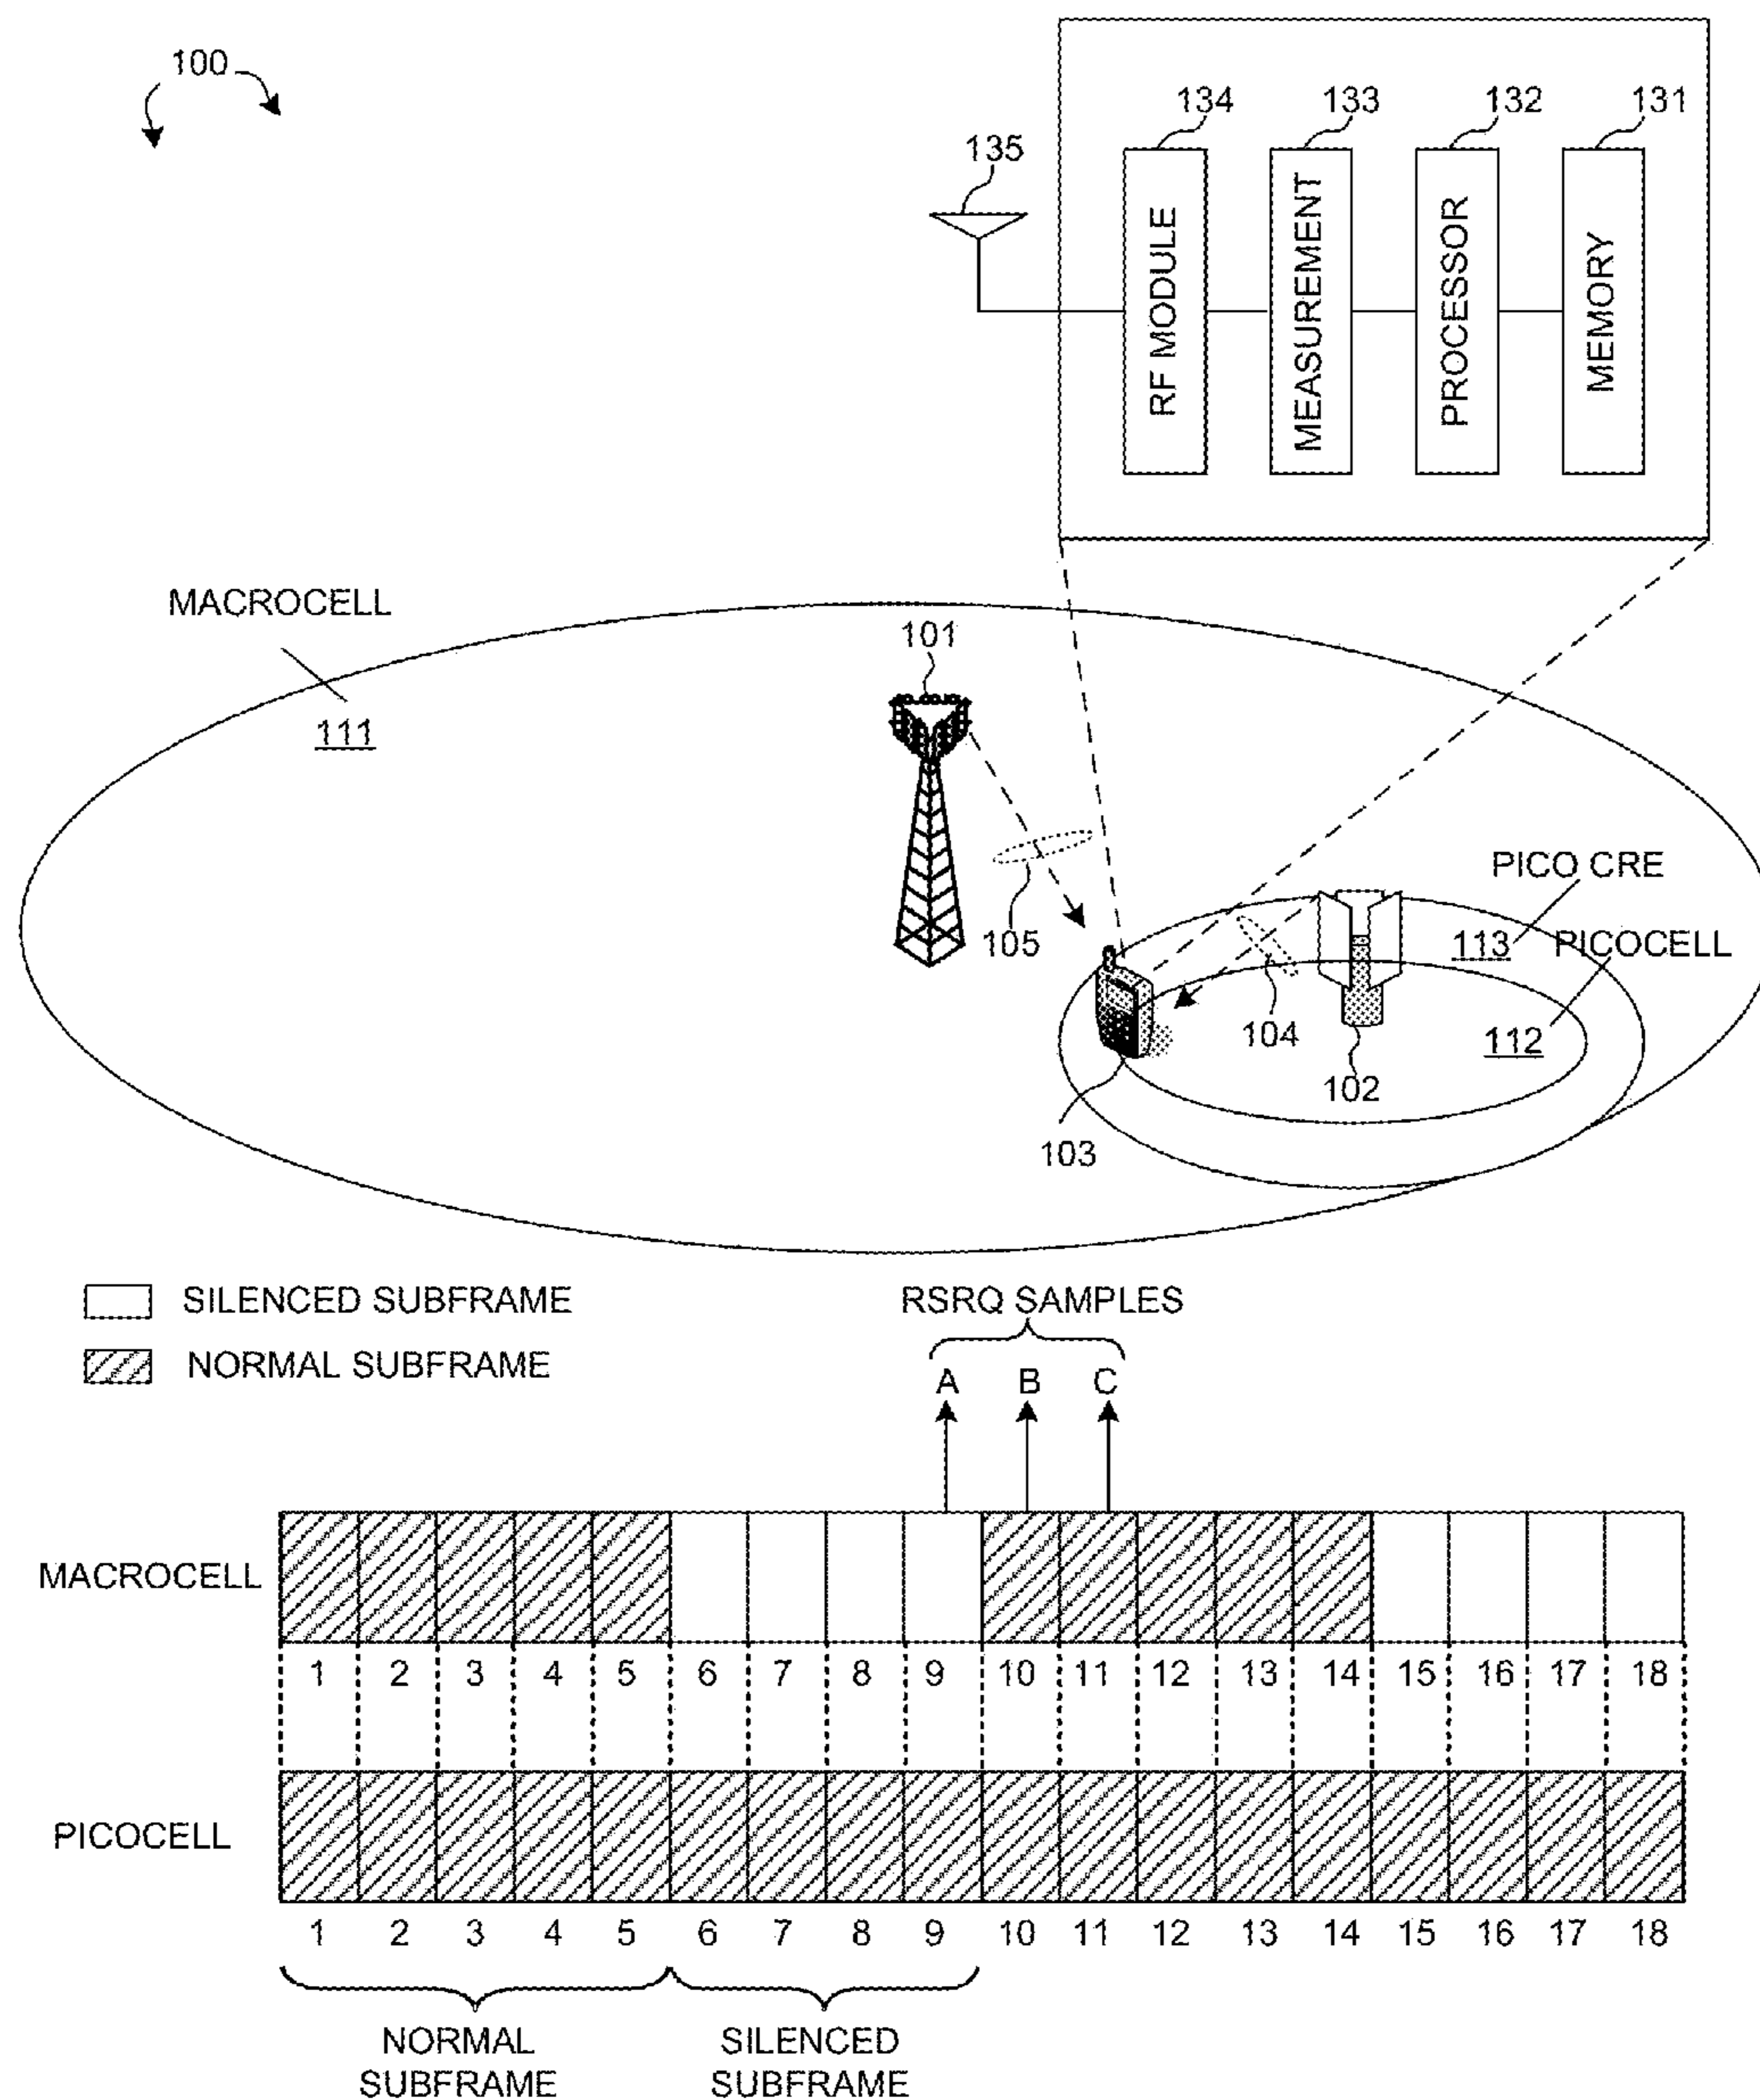 100
134 133 132 131
135
RF MODULE
MEASUREMENT
PROCESSOR
MEMORY
MACROCELL
101
111
PICO CRE
105
113
PICOCELL
104
112
102
103
SILENCED SUBFRAME
RSRQ SAMPLES
NORMAL SUBFRAME
A B C
MACROCELL
1 2 3 4 5 6 7 8 9 10 11 12 13 14 15 16 17 18
PICOCELL
1 2 3 4 5 6 7 8 9 10 11 12 13 14 15 16 17 18
NORMAL
SUBFRAME
SILENCED
SUBFRAME